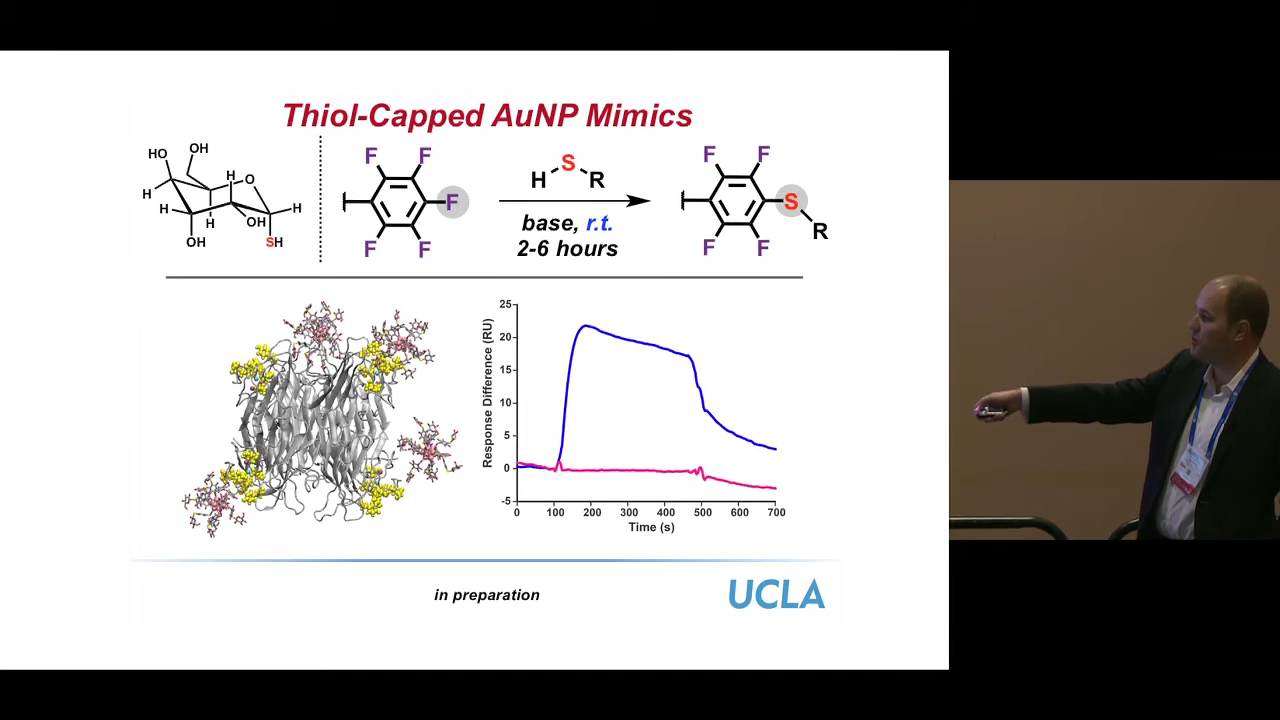 Thiol-Capped AuNP Mimics
HO
OH
H
O
H
H
H
H
OH
OH
SH
F
F
F
F
F
H
S
R
base, r.t.
2-6 hours
F
F
S
R
F
F
Response Difference (RU)
25
20
15
10
5
0
-5
0 100 200 300 400 500 600 700
Time (s)
in preparation
UCLA